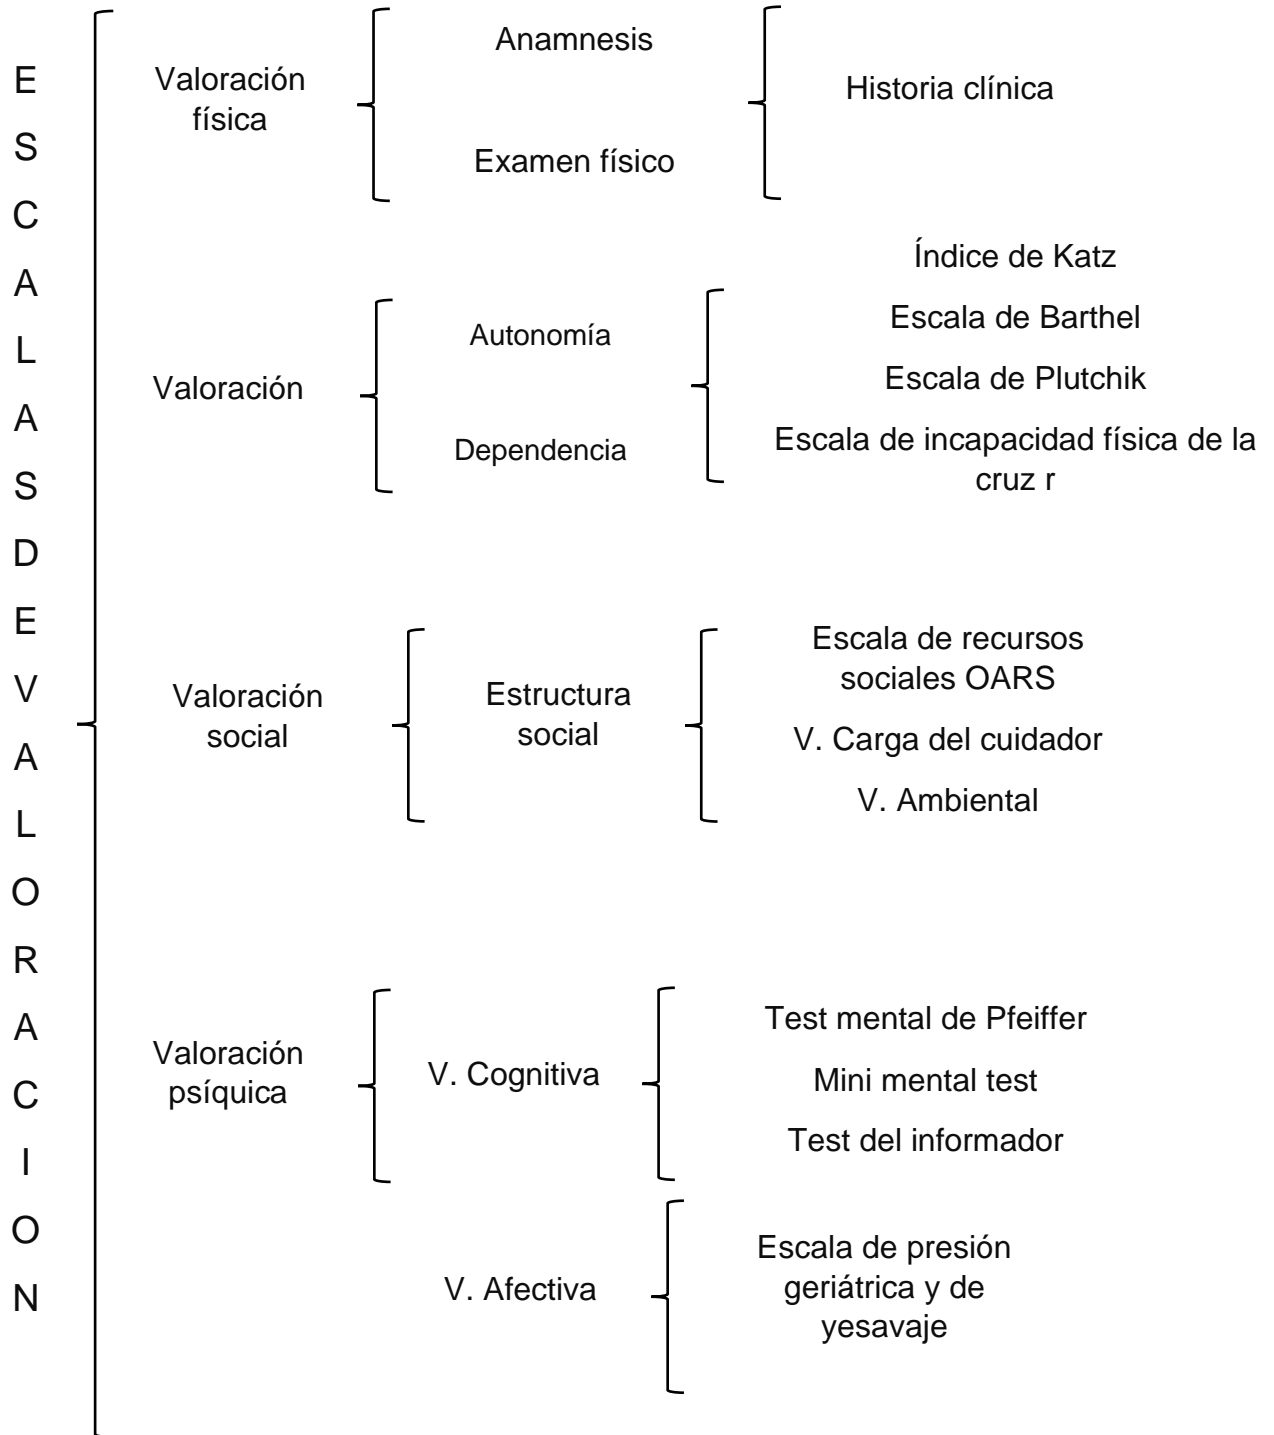 E
S
C
A
L
A
S
D
E
V
A
L
O
R
A
C
I
O
N
Valoración
física
Anamnesis
Examen físico
Historia clínica
Valoración
Autonomía
Dependencia
Índice de Katz
Escala de Barthel
Escala de Plutchik
Escala de incapacidad física de la
cruz r
Valoración
social
Estructura
social
Escala de recursos
sociales OARS
V. Carga del cuidador
V. Ambiental
Valoración
psíquica
V. Cognitiva
Test mental de Pfeiffer
Mini mental test
Test del informador
V. Afectiva
Escala de presión
geriátrica y de
yesavaje